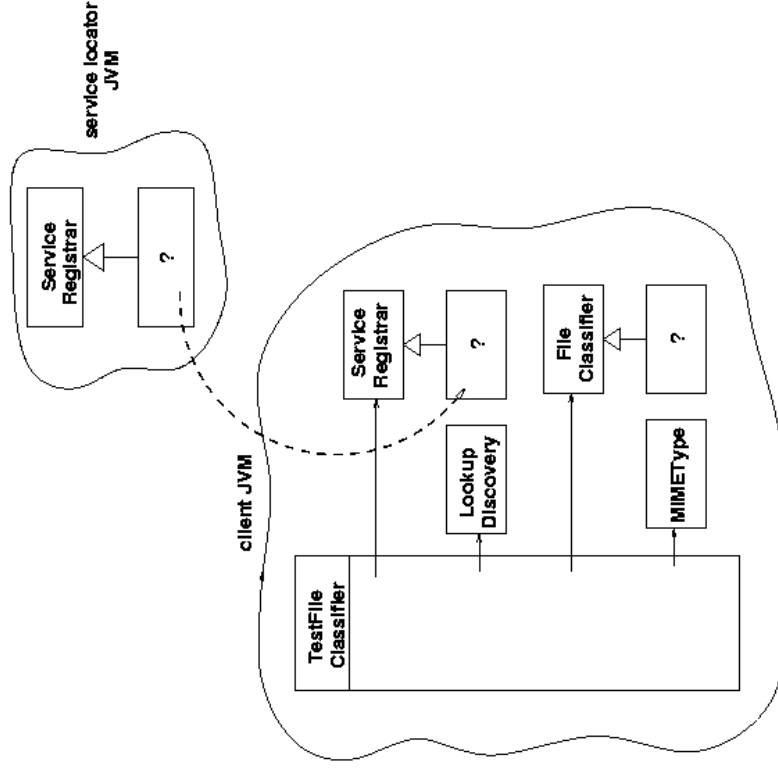 Service
Registrar
service locator
JVM
?
client JVM
TestFile
Classifier
Service
Registrar
Lookup
Discovery
?
File
Classifier
MIMEType
?